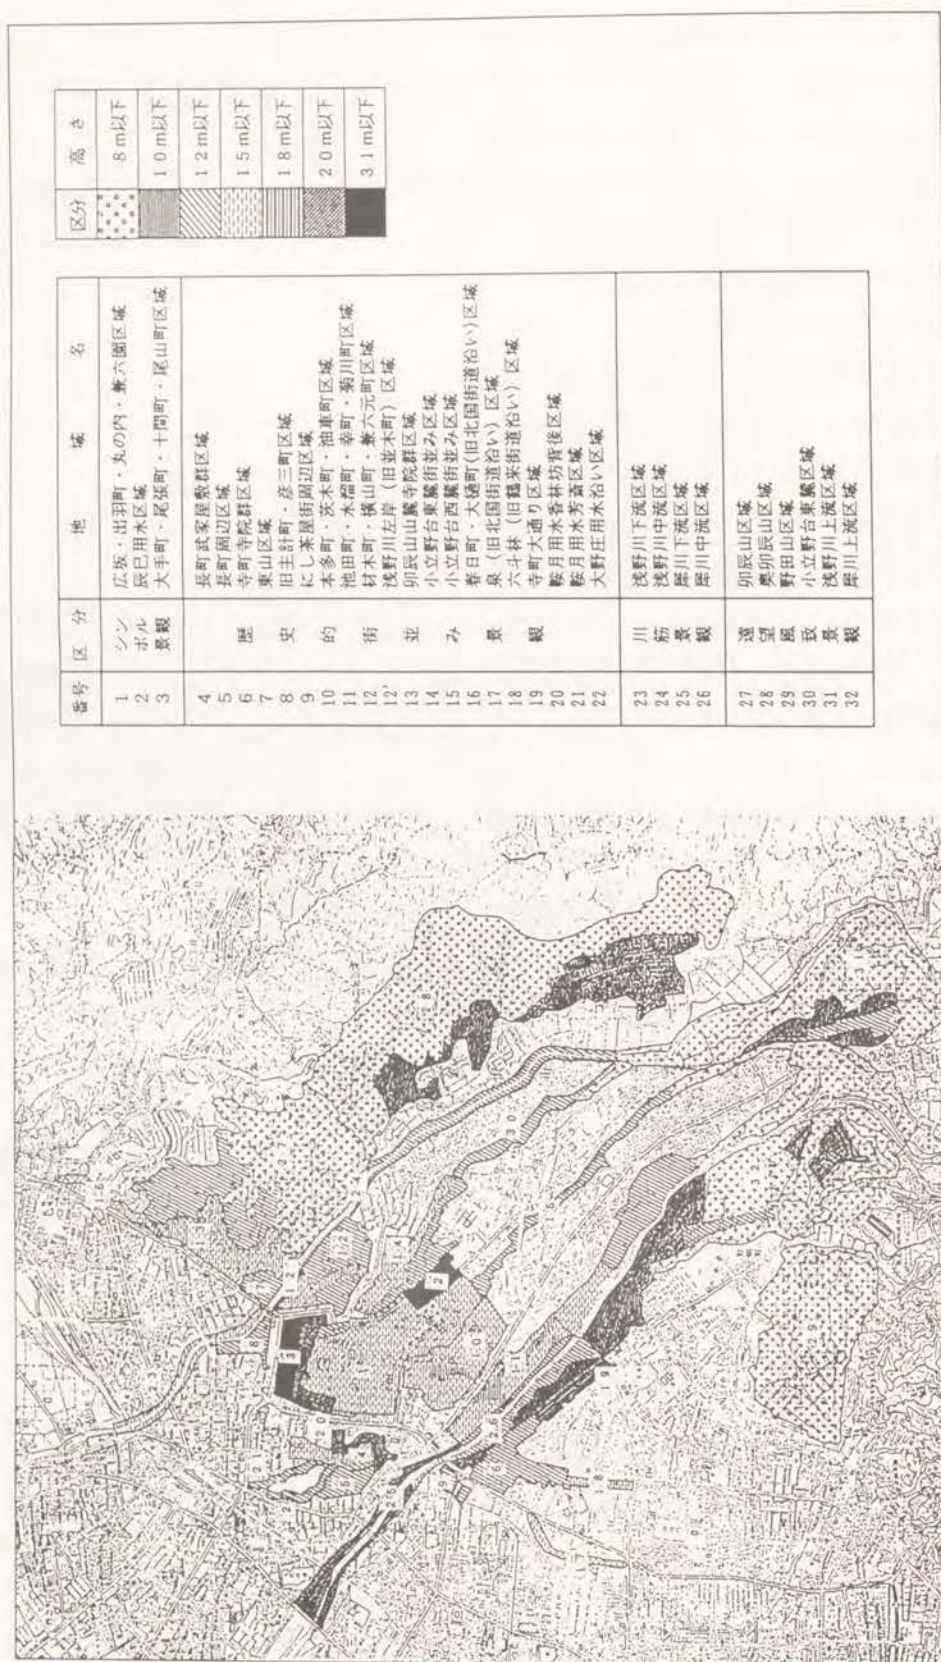 番号 区分 地域名
1 シンボル景観 広坂・出羽町・丸の内・兼六園区域
2 辰巳用水区域
3 大手町・尾張町・十間町・尾山町区域
4 歴史的街並み景観 長町武家屋敷群区域
5 長町周辺区域
6 寺町寺院群区域
7 東山区域
8 旧主計町・彦三町区域
9 にし茶屋街周辺区域
10 本多町・茨木町・油車町区域
11 池田町・水溜町・幸町・菊川町区域
12 材木町・横山町・兼六元町区域
12' 浅野川左岸（旧並木町）区域
13 卯辰山山麓寺院群区域
14 小立野台東麓街並み区域
15 小立野台西麓街並み区域
16 春日町・大樋町（旧北国街道沿い）区域
17 泉（旧北国街道沿い）区域
18 六斗林（旧鶴来街道沿い）区域
19 寺町大通り区域
20 鞍月用水香林坊背後区域
21 鞍月用水芳斎区域
22 大野庄用水沿い区域
23 川筋景観 浅野川下流区域
24 浅野川中流区域
25 犀川下流区域
26 犀川中流区域
27 遠望風致景観 卯辰山区域
28 奥卯辰山区域
29 野田山区域
30 小立野台東麓区域
31 浅野川上流区域
32 犀川上流区域
区分 高さ
8m以下
10m以下
12m以下
15m以下
18m以下
20m以下
31m以下